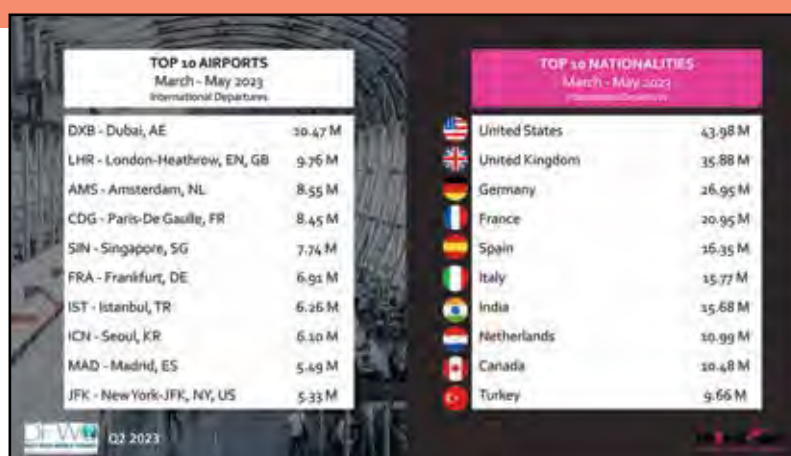 TOP 10 AIRPORTS
March - May 2023
International Departures
DXB - Dubai, AE 10.47 M
LHR - London-Heathrow, EN, GB 9.76 M
AMS - Amsterdam, NL 8.55 M
CDG - Paris-De Gaulle, FR 8.45 M
SIN - Singapore, SG 7.74 M
FRA - Frankfurt, DE 6.91 M
IST - Istanbul, TR 6.26 M
ICN - Seoul, KR 6.10 M
MAD - Madrid, ES 5.49 M
JFK - New York-JFK, NY, US 5.33 M
TOP 10 NATIONALITIES
March - May 2023
International Departures
United States 43.98 M
United Kingdom 35.88 M
Germany 26.95 M
France 20.95 M
Spain 16.35 M
Italy 15.77 M
India 15.68 M
Netherlands 10.99 M
Canada 10.48 M
Turkey 9.66 M
Q2 2023